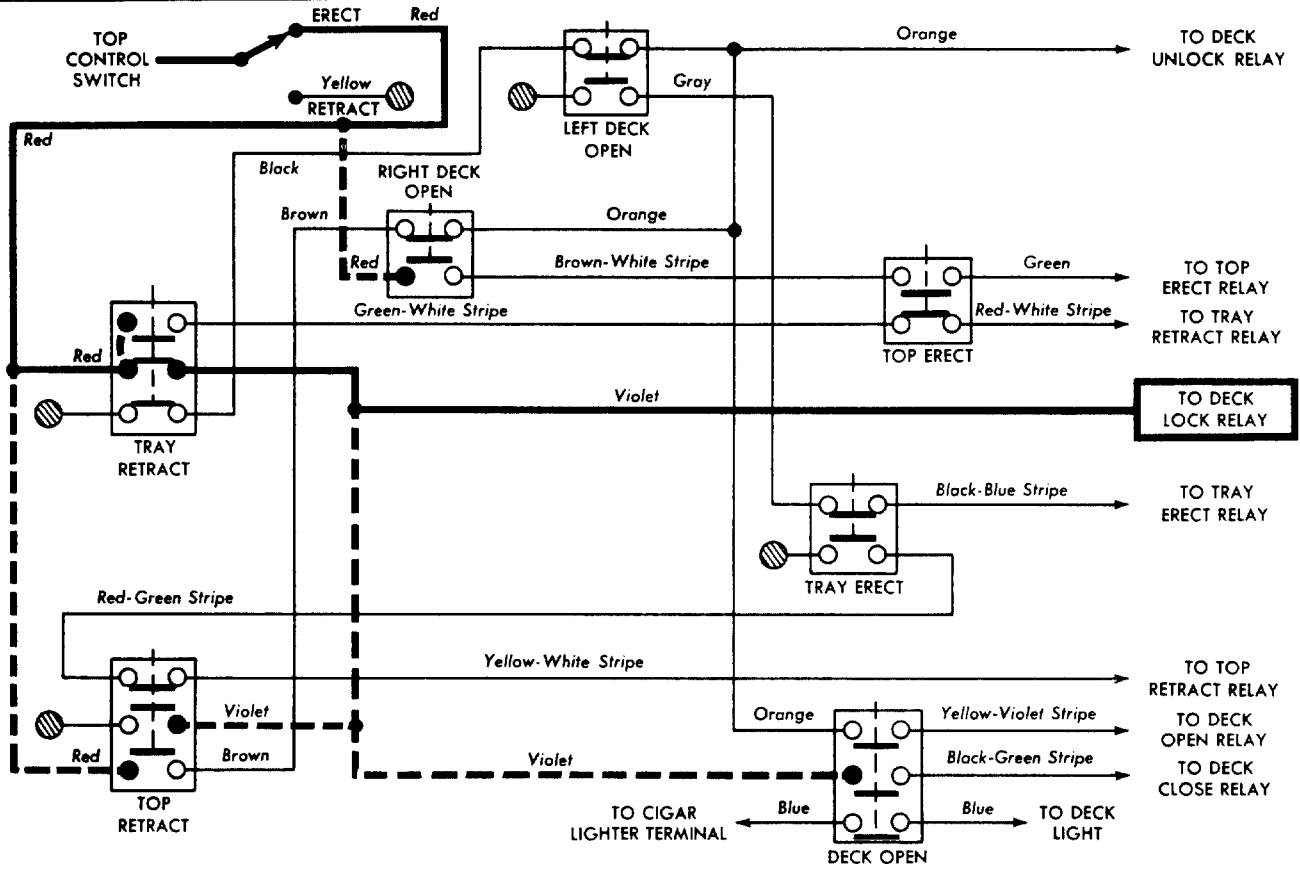 ERECT
Red
TOP
CONTROL
SWITCH
Yellow
RETRACT
Orange
TO DECK
UNLOCK RELAY
Gray
LEFT DECK
OPEN
Red
Black
RIGHT DECK
OPEN
Brown
Orange
Red
Brown-White Stripe
Green
TO TOP
ERECT RELAY
Green-White Stripe
Red-White Stripe
TO TRAY
RETRACT RELAY
TOP ERECT
Red
Violet
TO DECK
LOCK RELAY
TRAY
RETRACT
Black-Blue Stripe
TO TRAY
ERECT RELAY
TRAY ERECT
Red-Green Stripe
Yellow-White Stripe
TO TOP
RETRACT RELAY
Violet
Orange
Yellow-Violet Stripe
TO DECK
OPEN RELAY
Red
Brown
Violet
Black-Green Stripe
TO DECK
CLOSE RELAY
TOP
RETRACT
TO CIGAR
LIGHTER TERMINAL
Blue
Blue
TO DECK
LIGHT
DECK OPEN